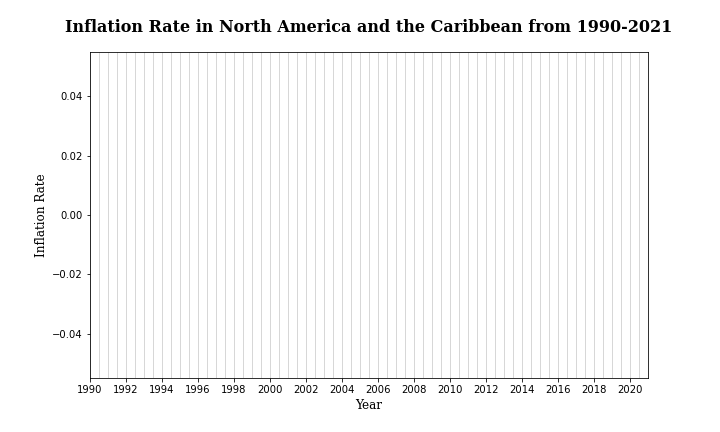 Inflation Rate in North America and the Caribbean from 1990-2021
Inflation Rate
0.04
0.02
0.00
−0.02
−0.04
1990 1992 1994 1996 1998 2000 2002 2004 2006 2008 2010 2012 2014 2016 2018 2020
Year